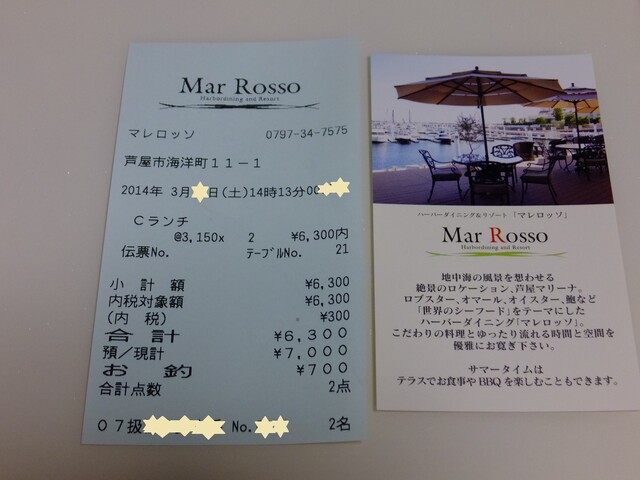 Mar Rosso
Harbordining and Resort
マレロッソ 0797-34-7575
芦屋市海洋町１１－１
2014年 3月 日(土)14時13分00
Ｃランチ
@3,150x 2 ¥6,300内
伝票No. ﾃｰﾌﾞﾙNo. 21
小 計 額 ¥6,300
内税対象額 ¥6,300
(内 税) ¥300
合 計 ¥6,300
預／現計 ¥7,000
お 釣 ¥700
合計点数 2点
０７扱 No. 2名
ハーバーダイニング&リゾート 「マレロッソ」
Mar Rosso
Harbordining and Resort
地中海の風景を想わせる
絶景のロケーション、芦屋マリーナ。
ロブスター、オマール、オイスター、鮑など
「世界のシーフード」をテーマにした
ハーバーダイニング「マレロッソ」。
こだわりの料理とゆったり流れる時間と空間を
優雅にお寛ぎ下さい。
サマータイムは
テラスでお食事や BBQ を楽しむこともできます。